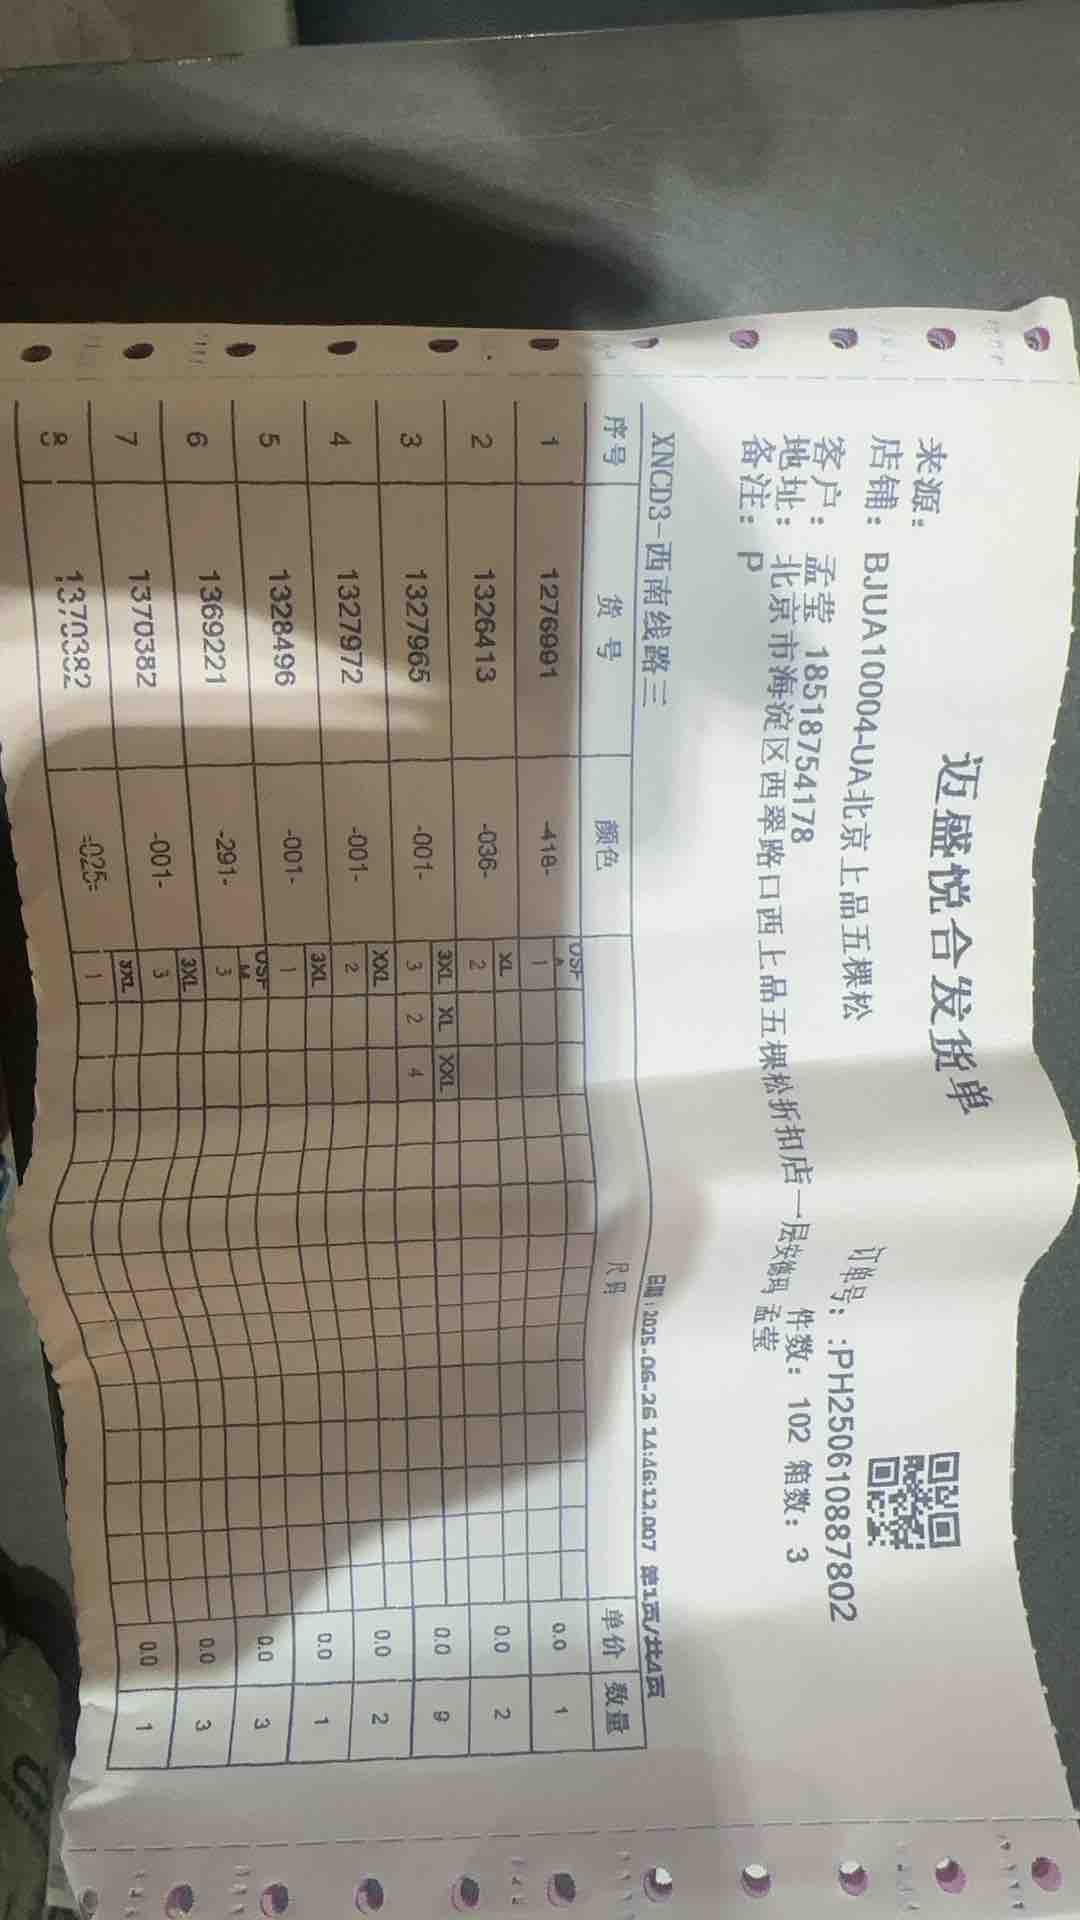 迈盛悦合发货单
来源：
店铺： BJUA10004-UA北京上品五棵松
订单号：:PH250610887802
客户： 孟莹 18518754178
件数： 102 箱数： 3
地址： 北京市海淀区西翠路口西上品五棵松折扣店一层安德玛 孟莹
备注： P
XNCD3-西南线路三
日期：2025-06-26 14:46:12.007 第1页/共4页
序号 货号 颜色 尺码 单价 数量
1 1276991 -418- OSFA 1 0.0 1
2 1326413 -036- XL 2 0.0 2
3 1327965 -001- 3XL XL XXL 3 2 4 0.0 9
4 1327972 -001- XXL 2 0.0 2
5 1328496 -001- 3XL 1 0.0 1
6 1369221 -291- OSFM 3 0.0 3
7 1370382 -001- 3XL 3 0.0 3
8 1370382 -025- 3XL 1 0.0 1